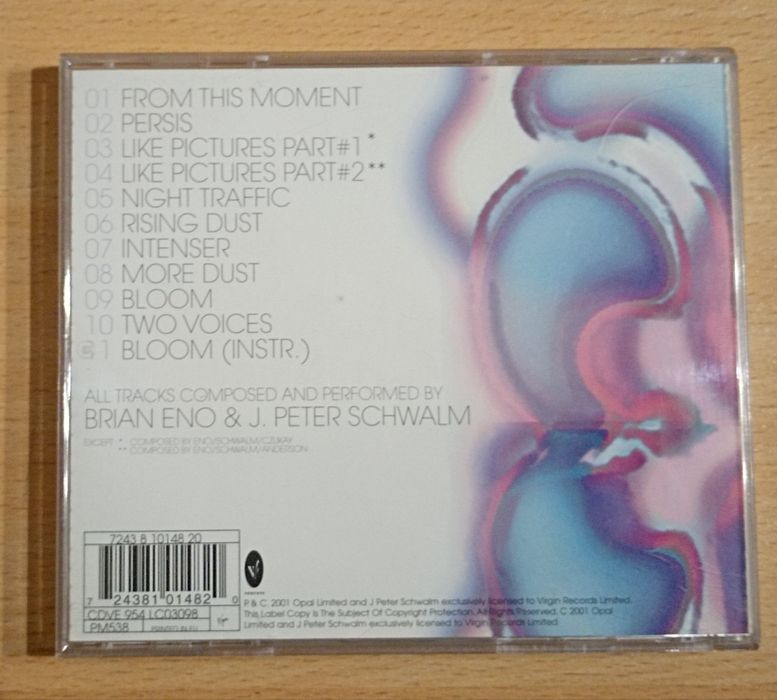 01 FROM THIS MOMENT
02 PERSIS
03 LIKE PICTURES PART#1 *
04 LIKE PICTURES PART#2 **
05 NIGHT TRAFFIC
06 RISING DUST
07 INTENSER
08 MORE DUST
09 BLOOM
10 TWO VOICES
11 BLOOM (INSTR.)
ALL TRACKS COMPOSED AND PERFORMED BY
BRIAN ENO & J. PETER SCHWALM
EXCEPT * COMPOSED BY ENO/SCHWALM/CZUKAY
** COMPOSED BY ENO/SCHWALM/ANDERSON
7243 8 10148 20
7 24381 01482 0
CDVE 954 LC03098
PM538 PRINTED IN EU
P & C 2001 Opal Limited and J Peter Schwalm exclusively licensed to Virgin Records Limited.
This Label Copy Is The Subject Of Copyright Protection. All Rights Reserved. C 2001 Opal
Limited and J Peter Schwalm exclusively licensed to Virgin Records Limited